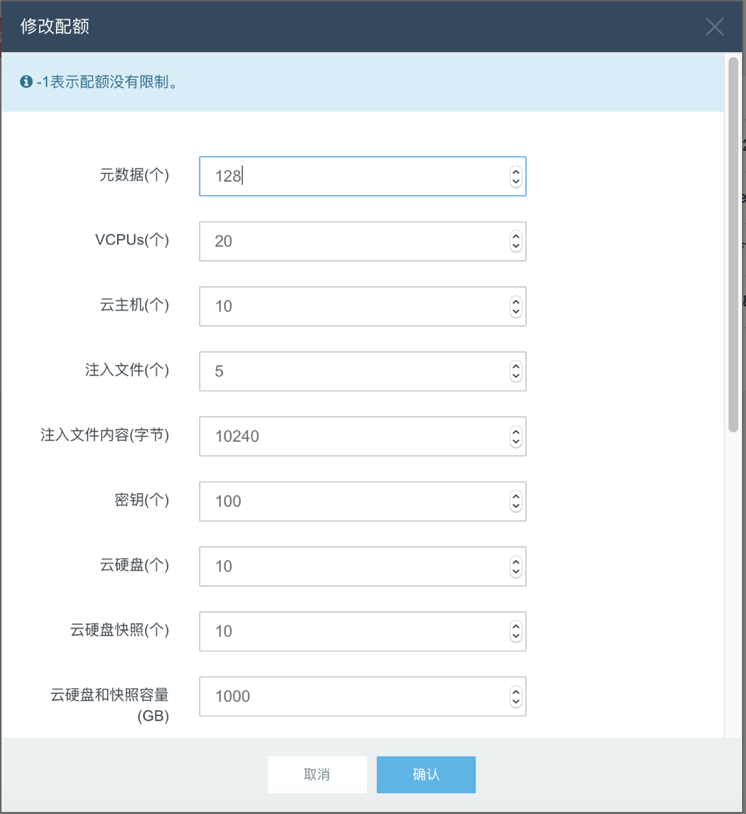 修改配额
-1表示配额没有限制。
元数据(个) 128
VCPUs(个) 20
云主机(个) 10
注入文件(个) 5
注入文件内容(字节) 10240
密钥(个) 100
云硬盘(个) 10
云硬盘快照(个) 10
云硬盘和快照容量 1000
(GB)
取消 确认